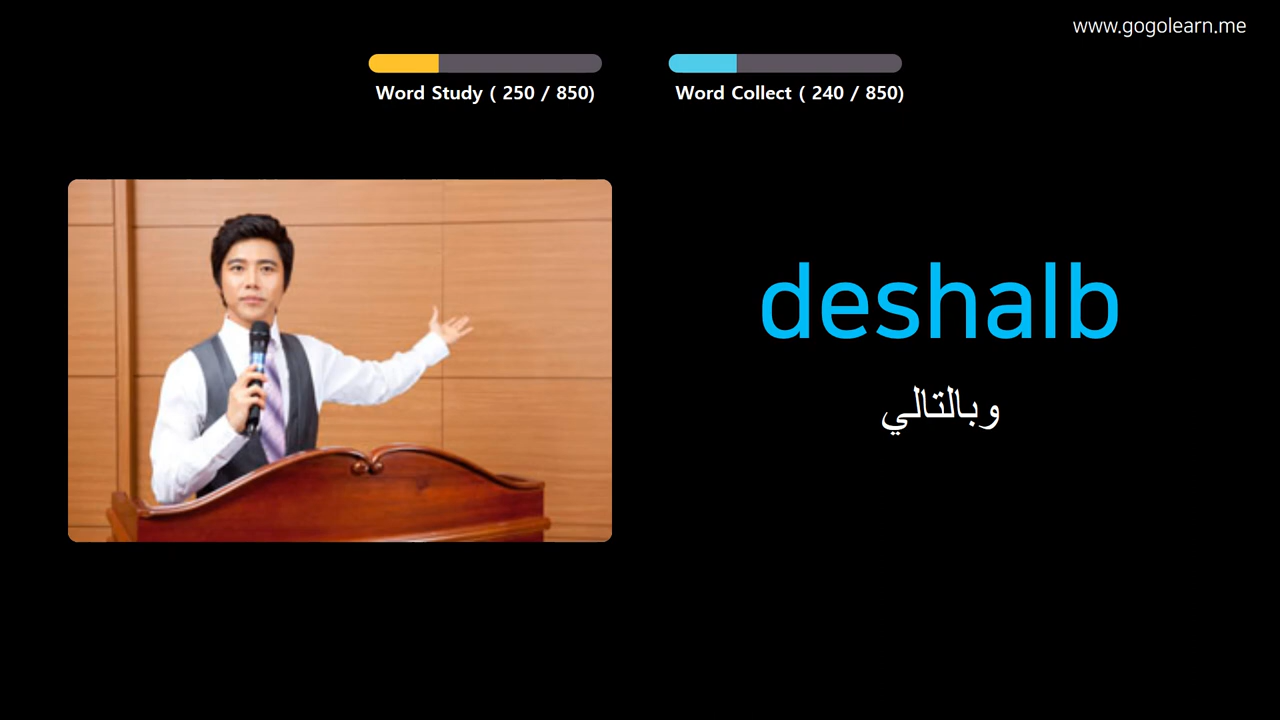 www.gogolearn.me
Word Study ( 250 / 850)
Word Collect ( 240 / 850)
deshalb
وبالتالي